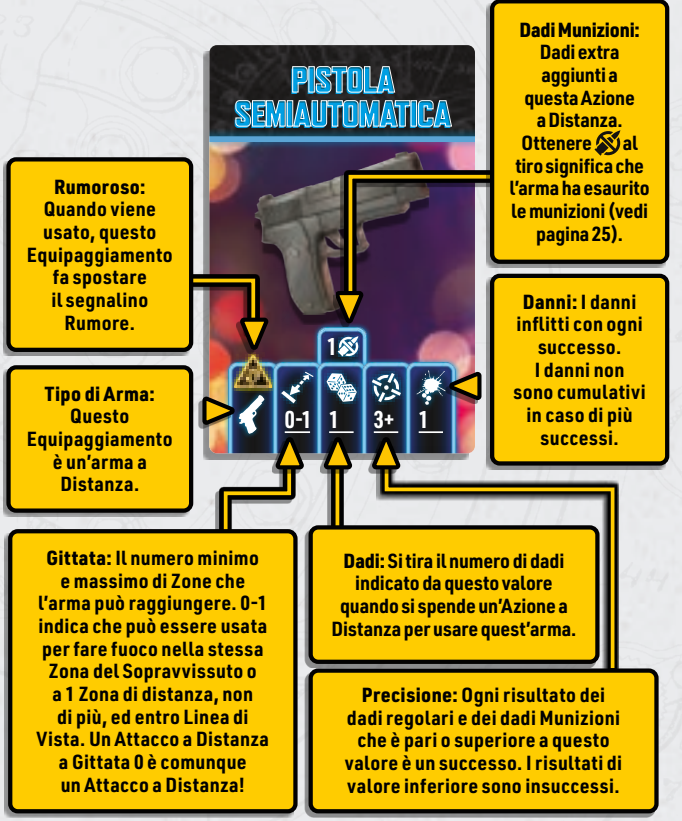 PISTOLA
SEMIAUTOMATICA
Dadi Munizioni:
Dadi extra
aggiunti a
questa Azione
a Distanza.
Ottenere al
tiro significa che
l'arma ha esaurito
le munizioni (vedi
pagina 25).
Rumoroso:
Quando viene
usato, questo
Equipaggiamento
fa spostare
il segnalino
Rumore.
Danni: I danni
inflitti con ogni
successo.
I danni non
sono cumulativi
in caso di più
successi.
Tipo di Arma:
Questo
Equipaggiamento
è un'arma a
Distanza.
1
0-1 1 3+ 1
Gittata: Il numero minimo
e massimo di Zone che
l'arma può raggiungere. 0-1
indica che può essere usata
per fare fuoco nella stessa
Zona del Sopravvissuto o
a 1 Zona di distanza, non
di più, ed entro Linea di
Vista. Un Attacco a Distanza
a Gittata 0 è comunque
un Attacco a Distanza!
Dadi: Si tira il numero di dadi
indicato da questo valore
quando si spende un'Azione a
Distanza per usare quest'arma.
Precisione: Ogni risultato dei
dadi regolari e dei dadi Munizioni
che è pari o superiore a questo
valore è un successo. I risultati di
valore inferiore sono insuccessi.